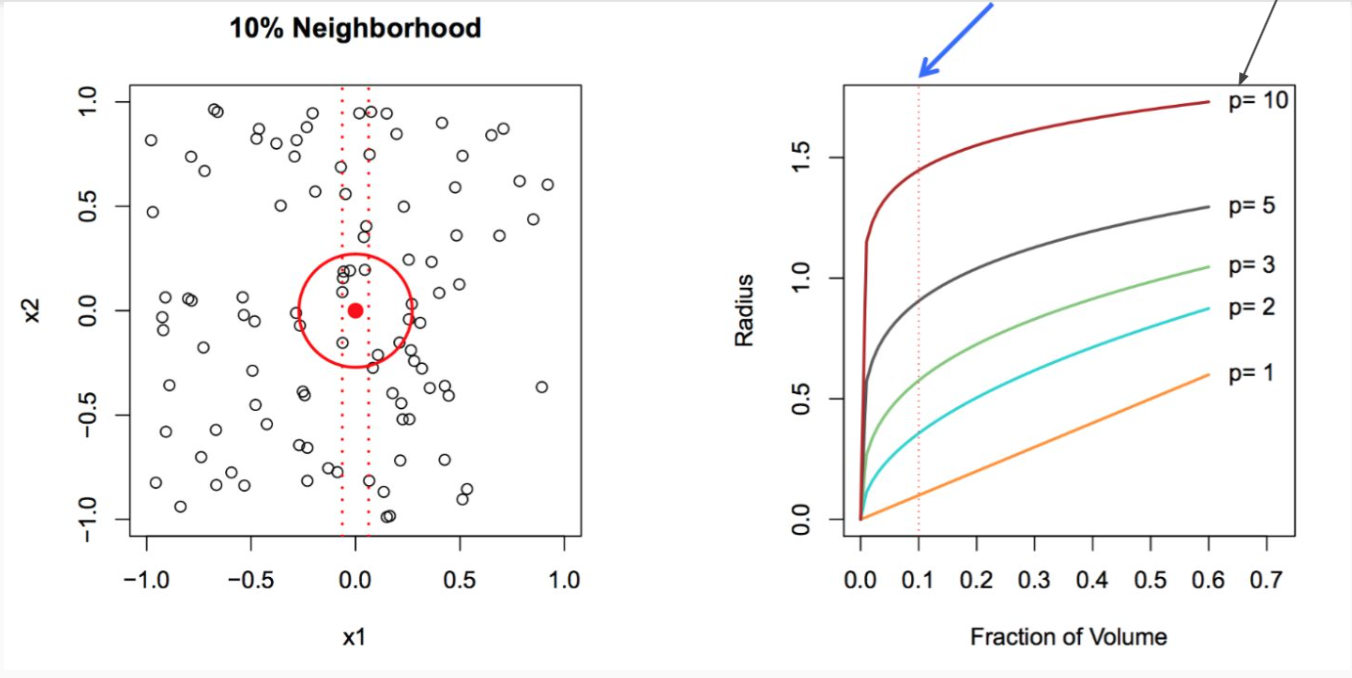 10% Neighborhood
x2
1.0
0.5
0.0
−0.5
−1.0
−1.0 −0.5 0.0 0.5 1.0
x1
Radius
1.5
1.0
0.5
0.0
p= 10
p= 5
p= 3
p= 2
p= 1
0.0 0.1 0.2 0.3 0.4 0.5 0.6 0.7
Fraction of Volume